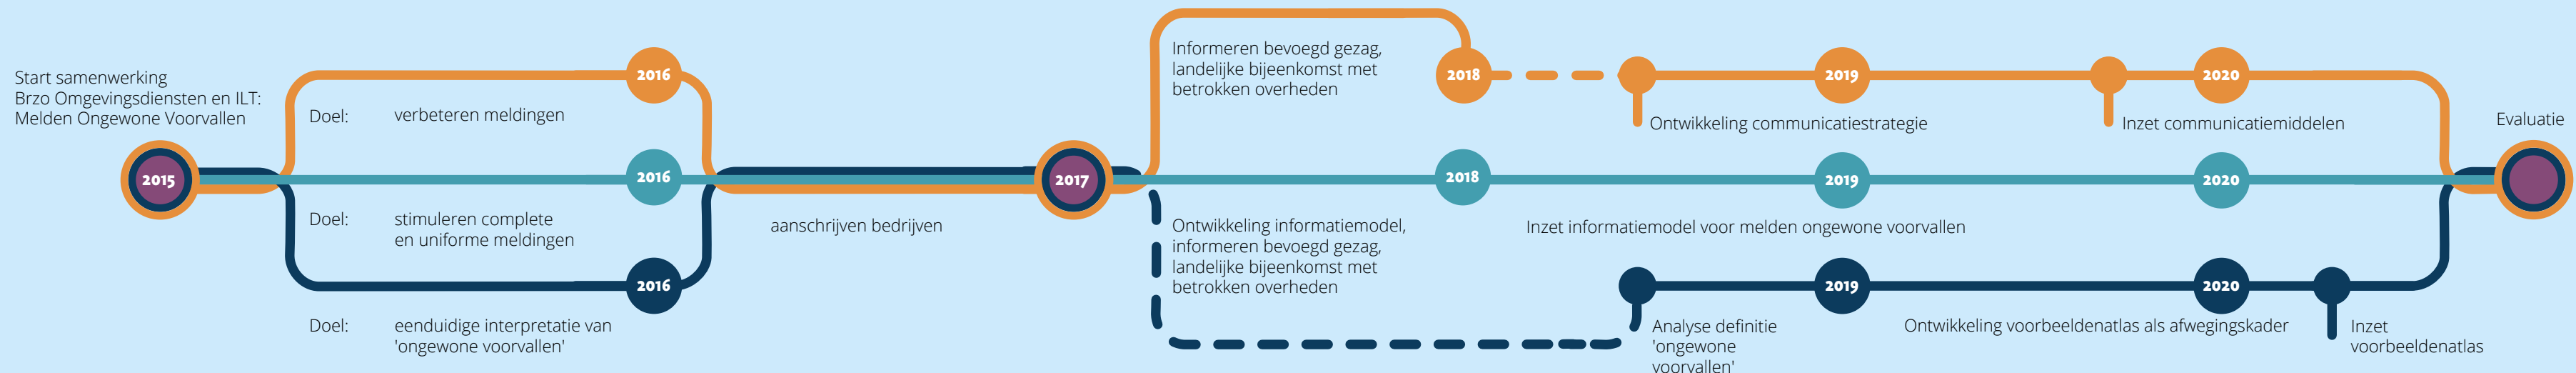 Start samenwerking
Brzo Omgevingsdiensten en ILT:
Melden Ongewone Voorvallen
2015
Doel: verbeteren meldingen
2016
Doel: stimuleren complete
en uniforme meldingen
2016
Doel: eenduidige interpretatie van
'ongewone voorvallen'
2016
aanschrijven bedrijven
2017
Informeren bevoegd gezag,
landelijke bijeenkomst met
betrokken overheden
2018
Ontwikkeling communicatiestrategie
2019
Inzet communicatiemiddelen
2020
Ontwikkeling informatiemodel,
informeren bevoegd gezag,
landelijke bijeenkomst met
betrokken overheden
2018
Inzet informatiemodel voor melden ongewone voorvallen
2019
2020
Analyse definitie
'ongewone
voorvallen'
2019
Ontwikkeling voorbeeldenatlas als afwegingskader
2020
Inzet
voorbeeldenatlas
Evaluatie